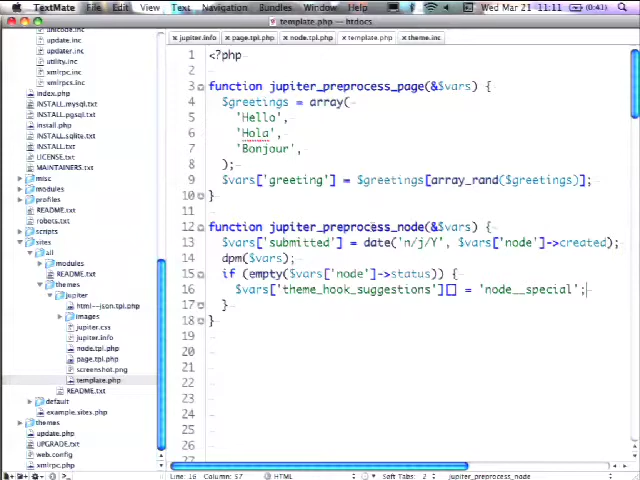 TextMate File Edit View Text Navigation Bundles Window Help Wed Mar 21 11:11 (0:43)
template.php — htdocs
jupiter.info page.tpl.php node.tpl.php template.php theme.inc
unicode.inc
update.inc
updater.inc
utility.inc
xmlrpc.inc
xmlrpcs.inc
index.php
INSTALL.mysql.txt
INSTALL.pgsql.txt
install.php
INSTALL.sqlite.txt
INSTALL.txt
LICENSE.txt
MAINTAINERS.txt
misc
modules
profiles
README.txt
robots.txt
scripts
sites
all
modules
README.txt
themes
jupiter
html--json.tpl.php
images
jupiter.css
jupiter.info
node.tpl.php
page.tpl.php
screenshot.png
template.php
README.txt
default
example.sites.php
themes
update.php
UPGRADE.txt
web.config
xmlrpc.php
1 <?php
2
3 function jupiter_preprocess_page(&$vars) {
4 $greetings = array(
5 'Hello',
6 'Hola',
7 'Bonjour',
8 );
9 $vars['greeting'] = $greetings[array_rand($greetings)];
10 }
11
12 function jupiter_preprocess_node(&$vars) {
13 $vars['submitted'] = date('n/j/Y', $vars['node']->created);
14 dpm($vars);
15 if (empty($vars['node']->status)) {
16 $vars['theme_hook_suggestions'][] = 'node__special';
17 }
18 }
19
20
21
22
23
24
25
26
27
Line: 16 Column: 57 HTML Soft Tabs: 2 jupiter_preprocess_node